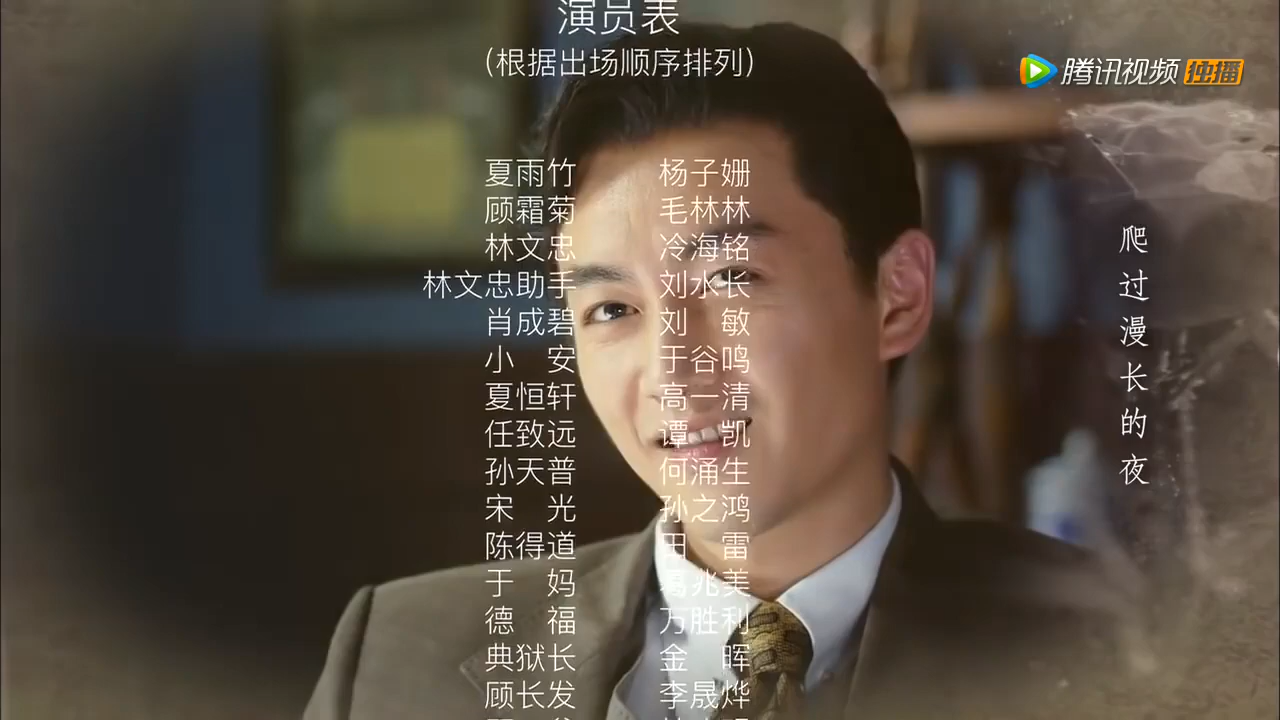 演员表
(根据出场顺序排列)
腾讯视频 独播
夏雨竹 杨子姗
顾霜菊 毛林林
林文忠 冷海铭
林文忠助手 刘水长
肖成碧 刘 敏
小 安 于谷鸣
夏恒轩 高一清
任致远 谭 凯
孙天普 何涌生
宋 光 孙之鸿
陈得道 田 雷
于 妈 葛兆美
德 福 万胜利
典狱长 金 晖
顾长发 李晟烨
爬过漫长的夜